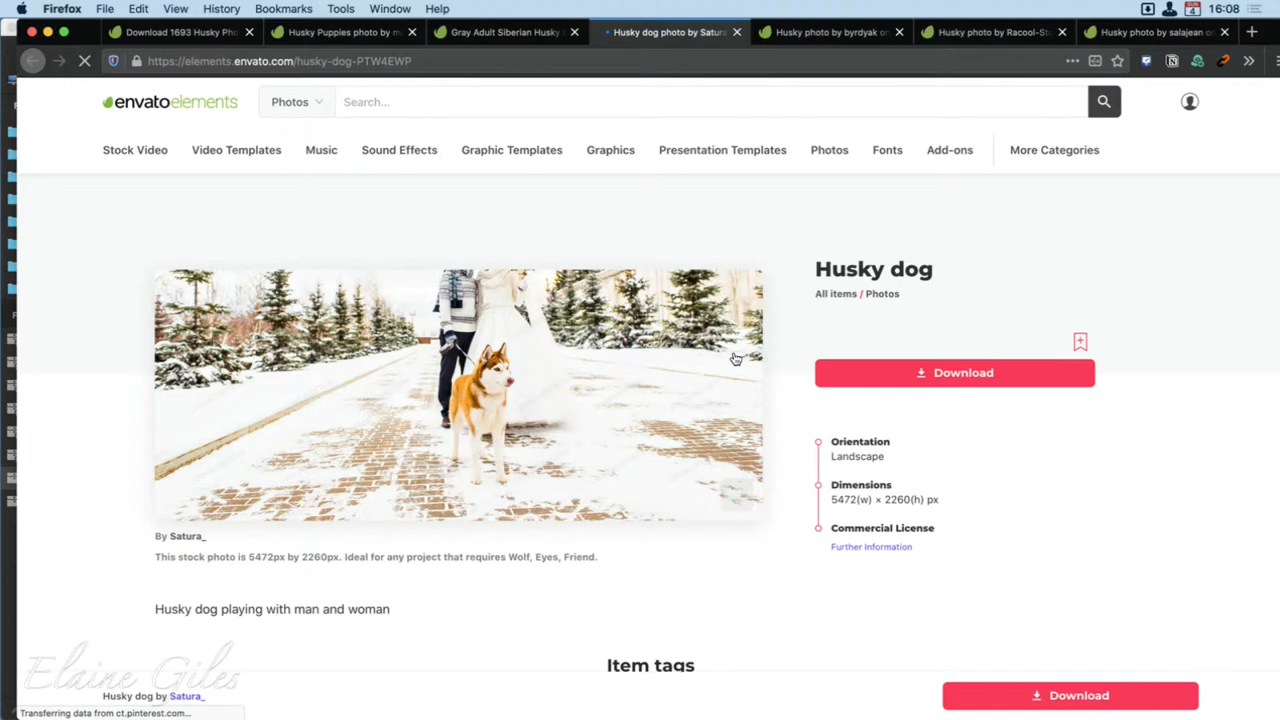 Firefox File Edit View History Bookmarks Tools Window Help SUN 4 16:08
Download 1693 Husky Pho Husky Puppies photo by m Gray Adult Siberian Husky Husky dog photo by Satura_ Husky photo by byrdyak on Husky photo by Racool-St Husky photo by salajean on
https://elements.envato.com/husky-dog-PTW4EWP
envatoelements Photos Search...
Stock Video Video Templates Music Sound Effects Graphic Templates Graphics Presentation Templates Photos Fonts Add-ons More Categories
Husky dog
All items / Photos
Download
Orientation
Landscape
Dimensions
5472(w) × 2260(h) px
Commercial License
Further Information
By Satura_
This stock photo is 5472px by 2260px. Ideal for any project that requires Wolf, Eyes, Friend.
Husky dog playing with man and woman
Item tags
Elaine Giles
Husky dog by Satura_
Download
Transferring data from ct.pinterest.com...